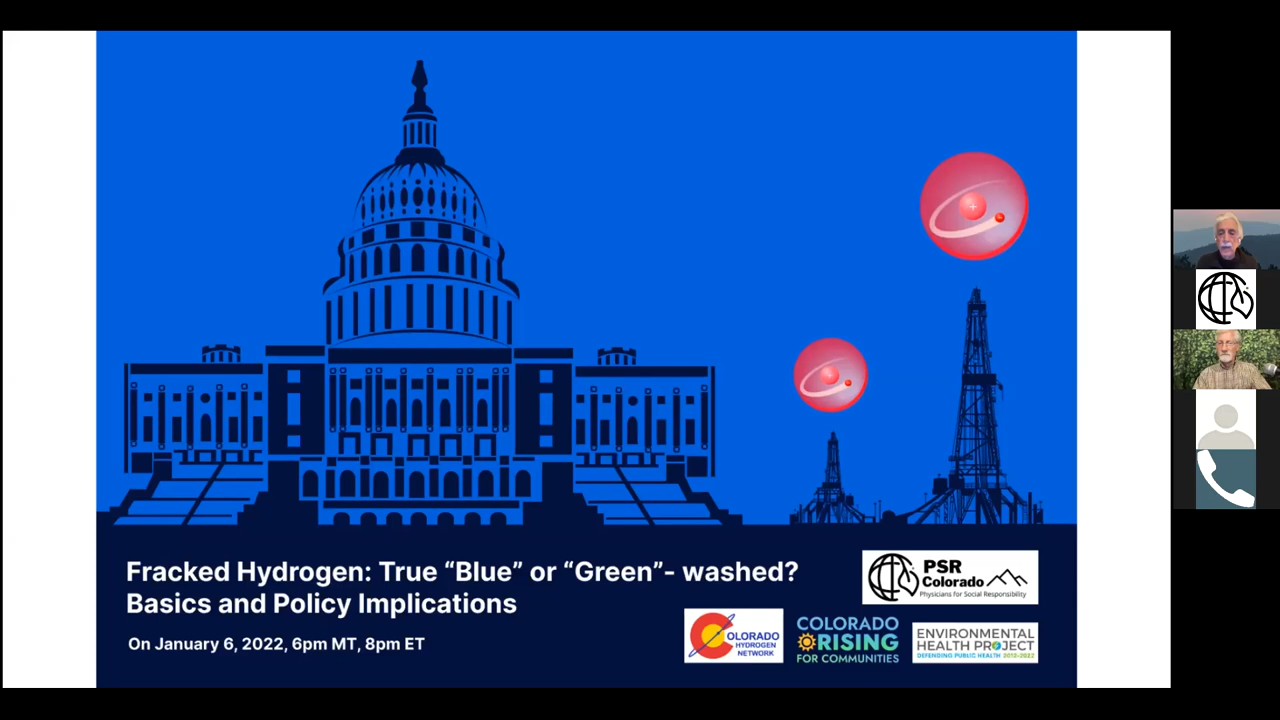 Fracked Hydrogen: True “Blue” or “Green”- washed?
Basics and Policy Implications
On January 6, 2022, 6pm MT, 8pm ET
PSR
Colorado
Physicians for Social Responsibility
COLORADO
HYDROGEN
NETWORK
COLORADO
RISING
FOR COMMUNITIES
ENVIRONMENTAL
HEALTH PROJECT
DEFENDING PUBLIC HEALTH 2012-2022